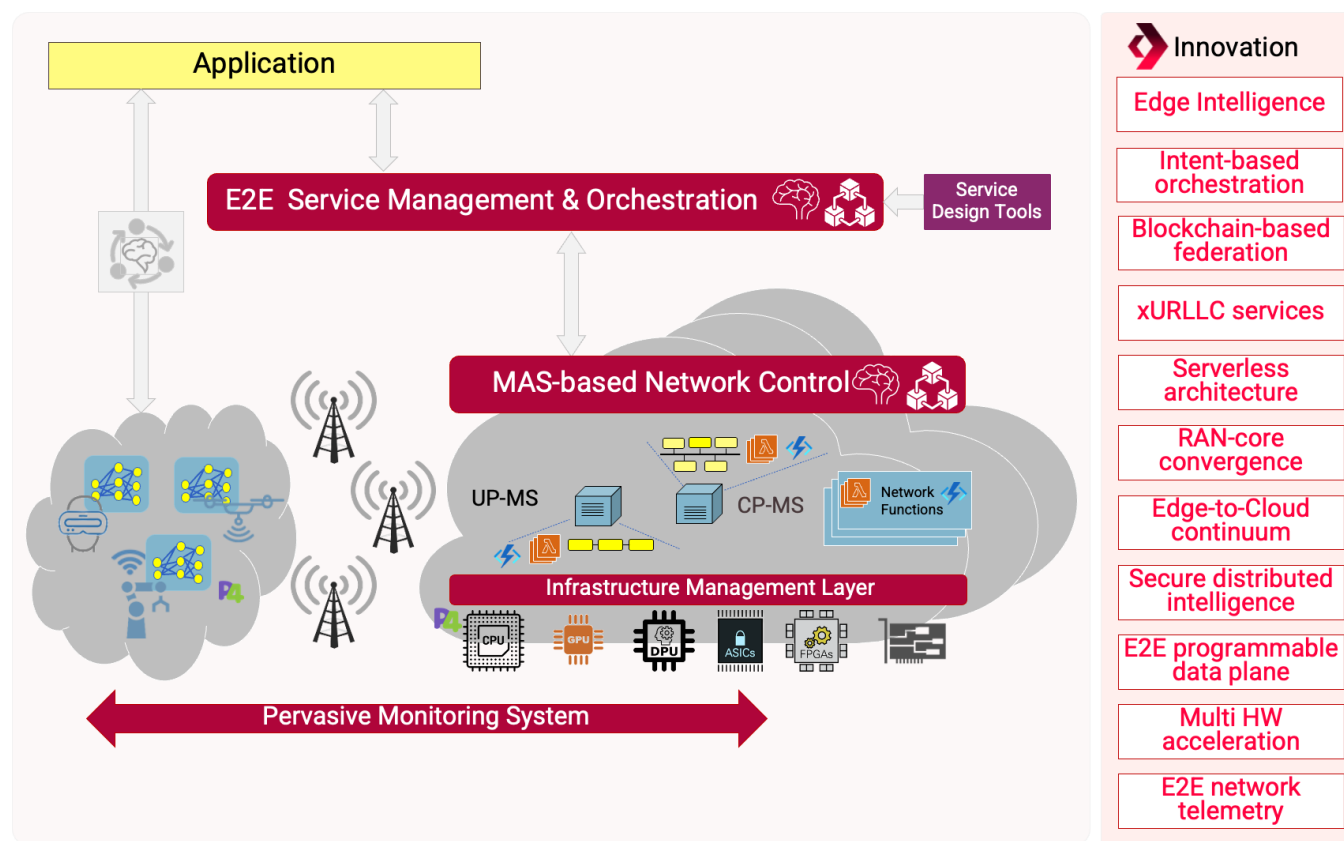 Application
E2E Service Management & Orchestration
Service
Design Tools
MAS-based Network Control
UP-MS
CP-MS
Network
Functions
Infrastructure Management Layer
P4
P4
CPU
GPU
DPU
ASICs
FPGAs
Pervasive Monitoring System
Innovation
Edge Intelligence
Intent-based
orchestration
Blockchain-based
federation
xURLLC services
Serverless
architecture
RAN-core
convergence
Edge-to-Cloud
continuum
Secure distributed
intelligence
E2E programmable
data plane
Multi HW
acceleration
E2E network
telemetry